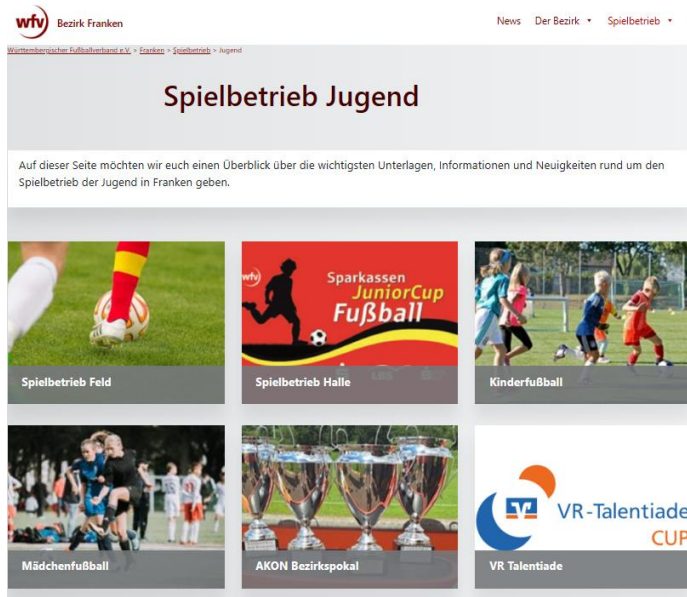 wfv Bezirk Franken News Der Bezirk Spielbetrieb
Württembergischer Fußballverband e.V. > Franken > Spielbetrieb > Jugend
Spielbetrieb Jugend
Auf dieser Seite möchten wir euch einen Überblick über die wichtigsten Unterlagen, Informationen und Neuigkeiten rund um den
Spielbetrieb der Jugend in Franken geben.
wfv
Sparkassen
JuniorCup
Fußball
Spielbetrieb Feld
Spielbetrieb Halle
Kinderfußball
VR-Talentiade
CUP
Mädchenfußball
AKON Bezirkspokal
VR Talentiade